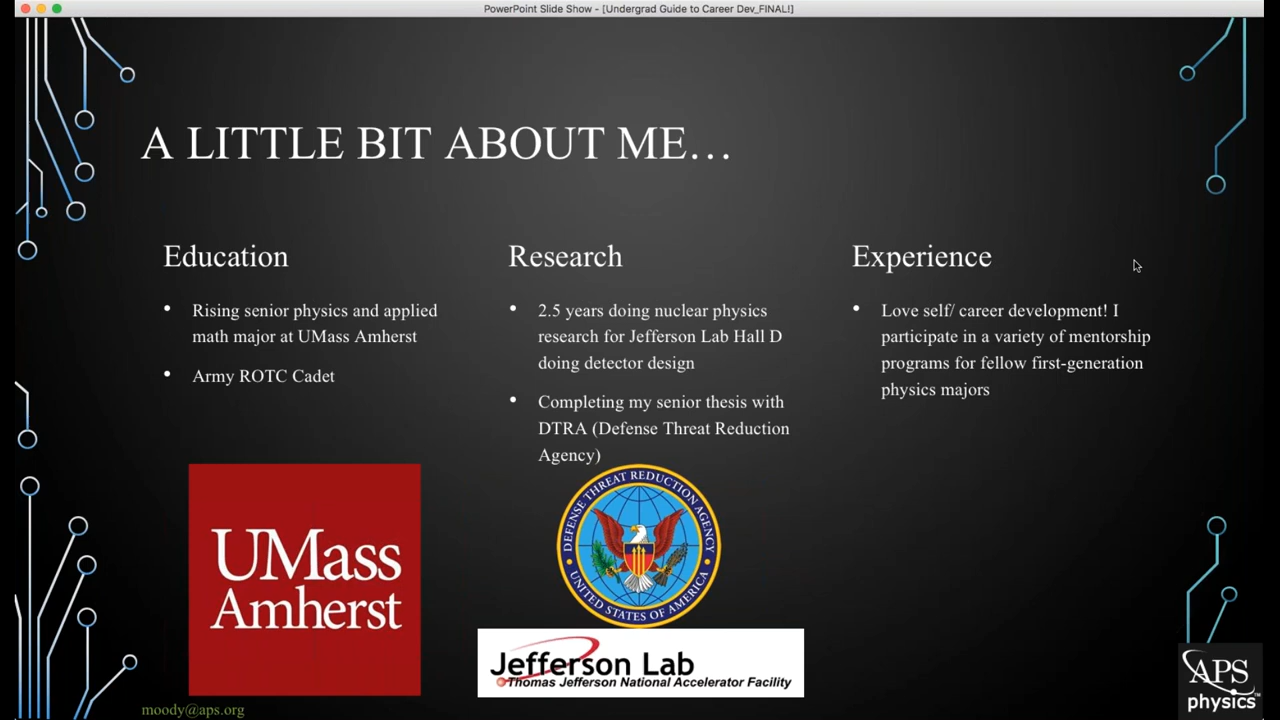 PowerPoint Slide Show - [Undergrad Guide to Career Dev_FINAL!]
A LITTLE BIT ABOUT ME…
Education
• Rising senior physics and applied
math major at UMass Amherst
• Army ROTC Cadet
Research
• 2.5 years doing nuclear physics
research for Jefferson Lab Hall D
doing detector design
• Completing my senior thesis with
DTRA (Defense Threat Reduction
Agency)
Experience
• Love self/ career development! I
participate in a variety of mentorship
programs for fellow first-generation
physics majors
UMass
Amherst
DEFENSE THREAT REDUCTION AGENCY
UNITED STATES OF AMERICA
Jefferson Lab
Thomas Jefferson National Accelerator Facility
APS
physics™
moody@aps.org